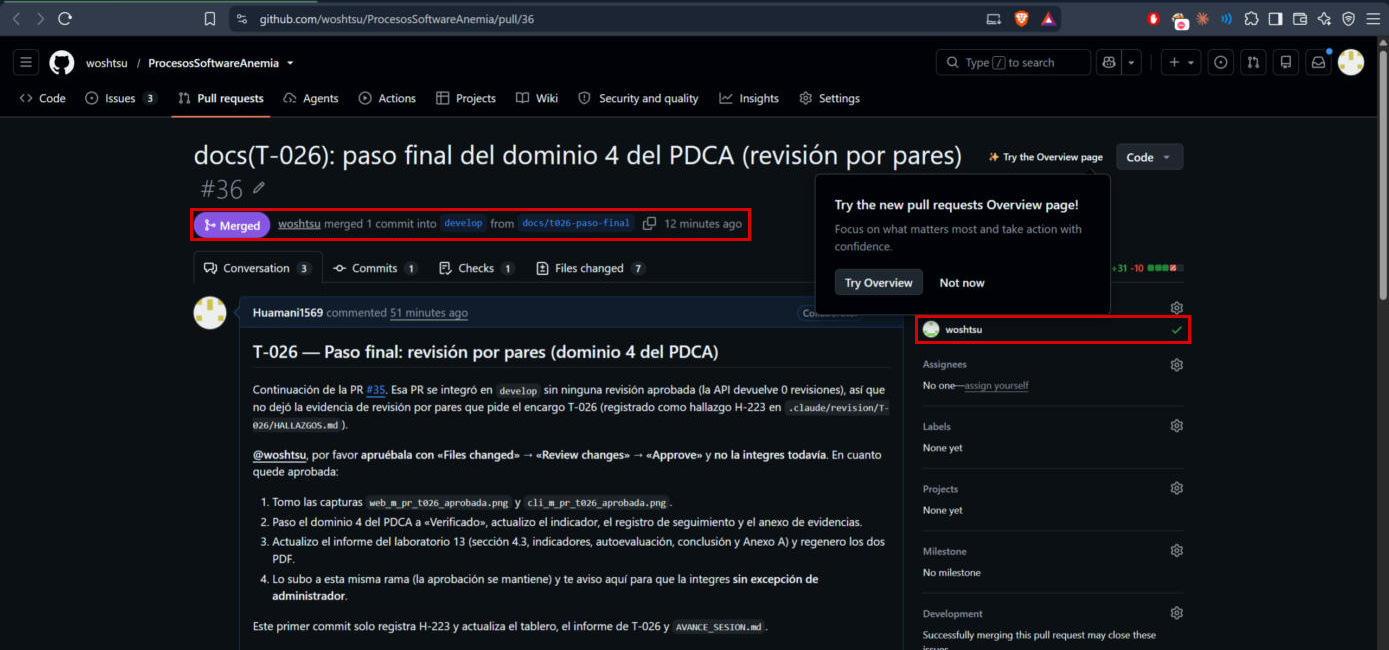 github.com/woshtsu/ProcesosSoftwareAnemia/pull/36
woshtsu / ProcesosSoftwareAnemia
Type / to search
Code
Issues 3
Pull requests
Agents
Actions
Projects
Wiki
Security and quality
Insights
Settings
docs(T-026): paso final del dominio 4 del PDCA (revisión por pares)
#36
Try the Overview page
Code
Merged woshtsu merged 1 commit into develop from docs/t026-paso-final 12 minutes ago
Try the new pull requests Overview page!
Focus on what matters most and take action with
confidence.
Try Overview Not now
Conversation 3
Commits 1
Checks 1
Files changed 7
+31 -10
Huamani1569 commented 51 minutes ago
T-026 — Paso final: revisión por pares (dominio 4 del PDCA)
Continuación de la PR #35. Esa PR se integró en develop sin ninguna revisión aprobada (la API devuelve 0 revisiones), así que
no dejó la evidencia de revisión por pares que pide el encargo T-026 (registrado como hallazgo H-223 en .claude/revision/T-
026/HALLAZGOS.md ).
@woshtsu, por favor apruébala con «Files changed» → «Review changes» → «Approve» y no la integres todavía. En cuanto
quede aprobada:
1. Tomo las capturas web_m_pr_t026_aprobada.png y cli_m_pr_t026_aprobada.png .
2. Paso el dominio 4 del PDCA a «Verificado», actualizo el indicador, el registro de seguimiento y el anexo de evidencias.
3. Actualizo el informe del laboratorio 13 (sección 4.3, indicadores, autoevaluación, conclusión y Anexo A) y regenero los dos
PDF.
4. Lo subo a esta misma rama (la aprobación se mantiene) y te aviso aquí para que la integres sin excepción de
administrador.
Este primer commit solo registra H-223 y actualiza el tablero, el informe de T-026 y AVANCE_SESION.md .
woshtsu
Assignees
No one—assign yourself
Labels
None yet
Projects
None yet
Milestone
No milestone
Development
Successfully merging this pull request may close these